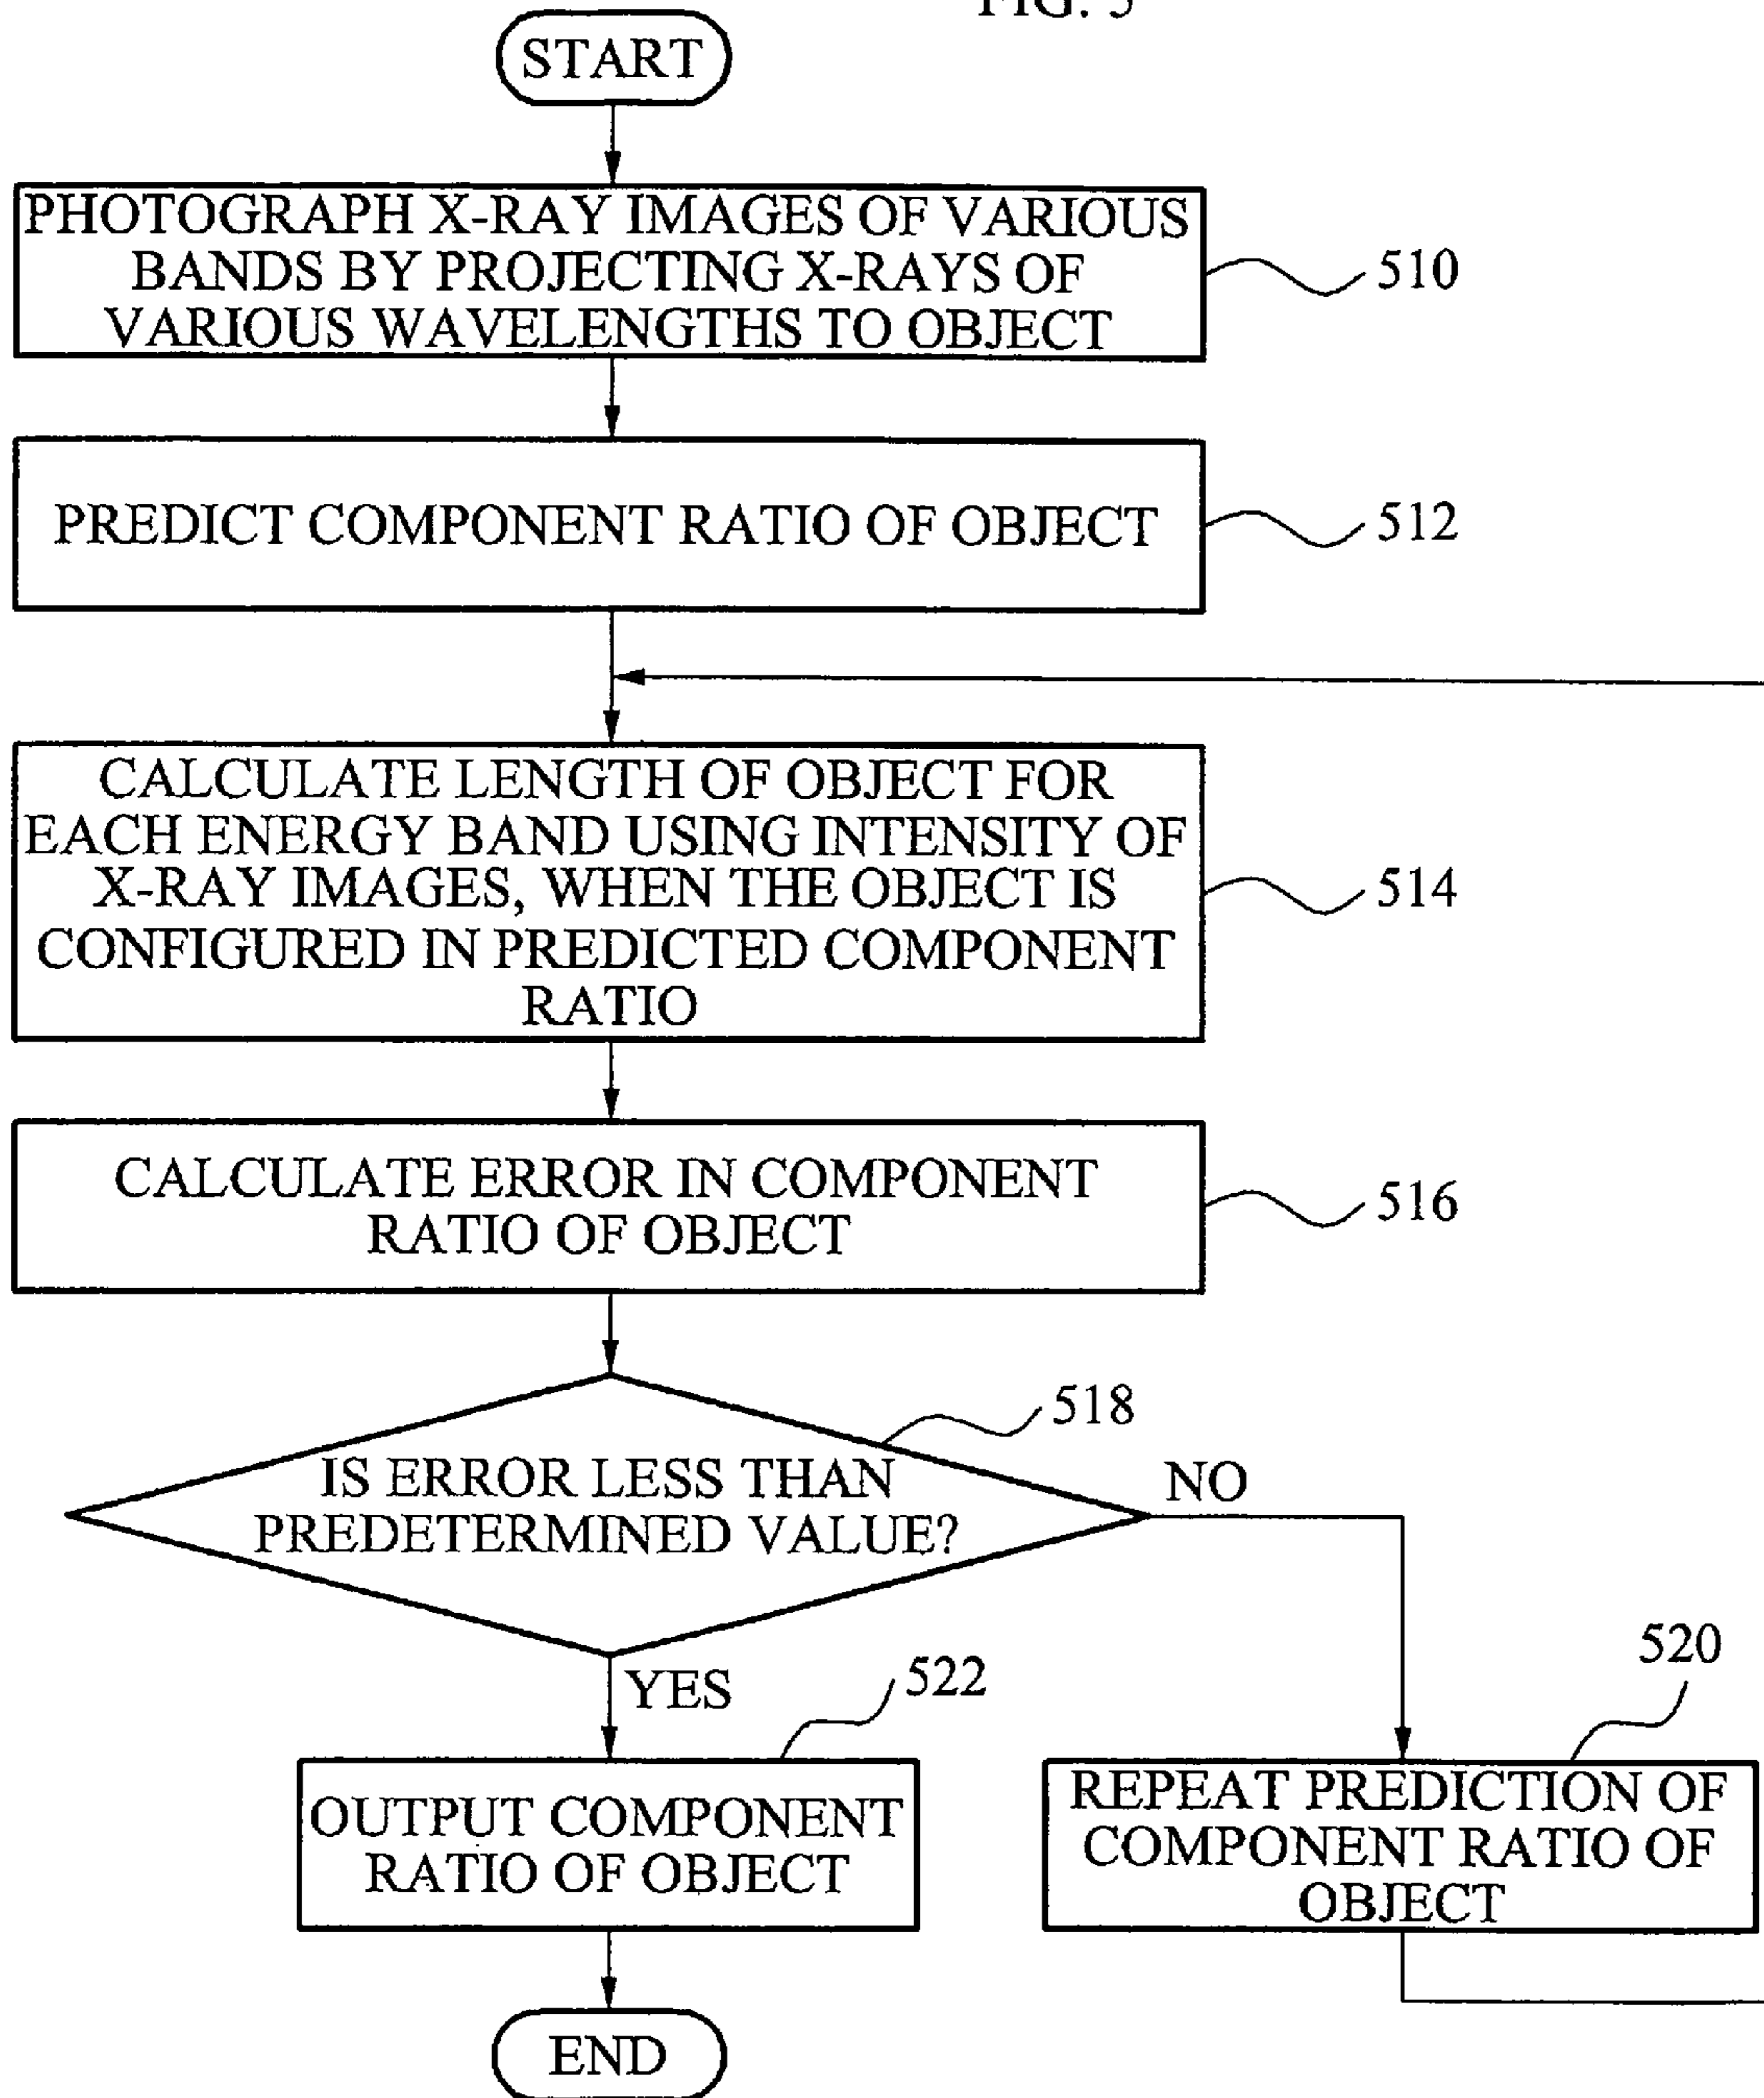 FIG. 5
START
PHOTOGRAPH X-RAY IMAGES OF VARIOUS
BANDS BY PROJECTING X-RAYS OF
VARIOUS WAVELENGTHS TO OBJECT
510
PREDICT COMPONENT RATIO OF OBJECT
512
CALCULATE LENGTH OF OBJECT FOR
EACH ENERGY BAND USING INTENSITY OF
X-RAY IMAGES, WHEN THE OBJECT IS
CONFIGURED IN PREDICTED COMPONENT
RATIO
514
CALCULATE ERROR IN COMPONENT
RATIO OF OBJECT
516
518
IS ERROR LESS THAN
PREDETERMINED VALUE?
NO
YES
522
520
OUTPUT COMPONENT
RATIO OF OBJECT
REPEAT PREDICTION OF
COMPONENT RATIO OF
OBJECT
END